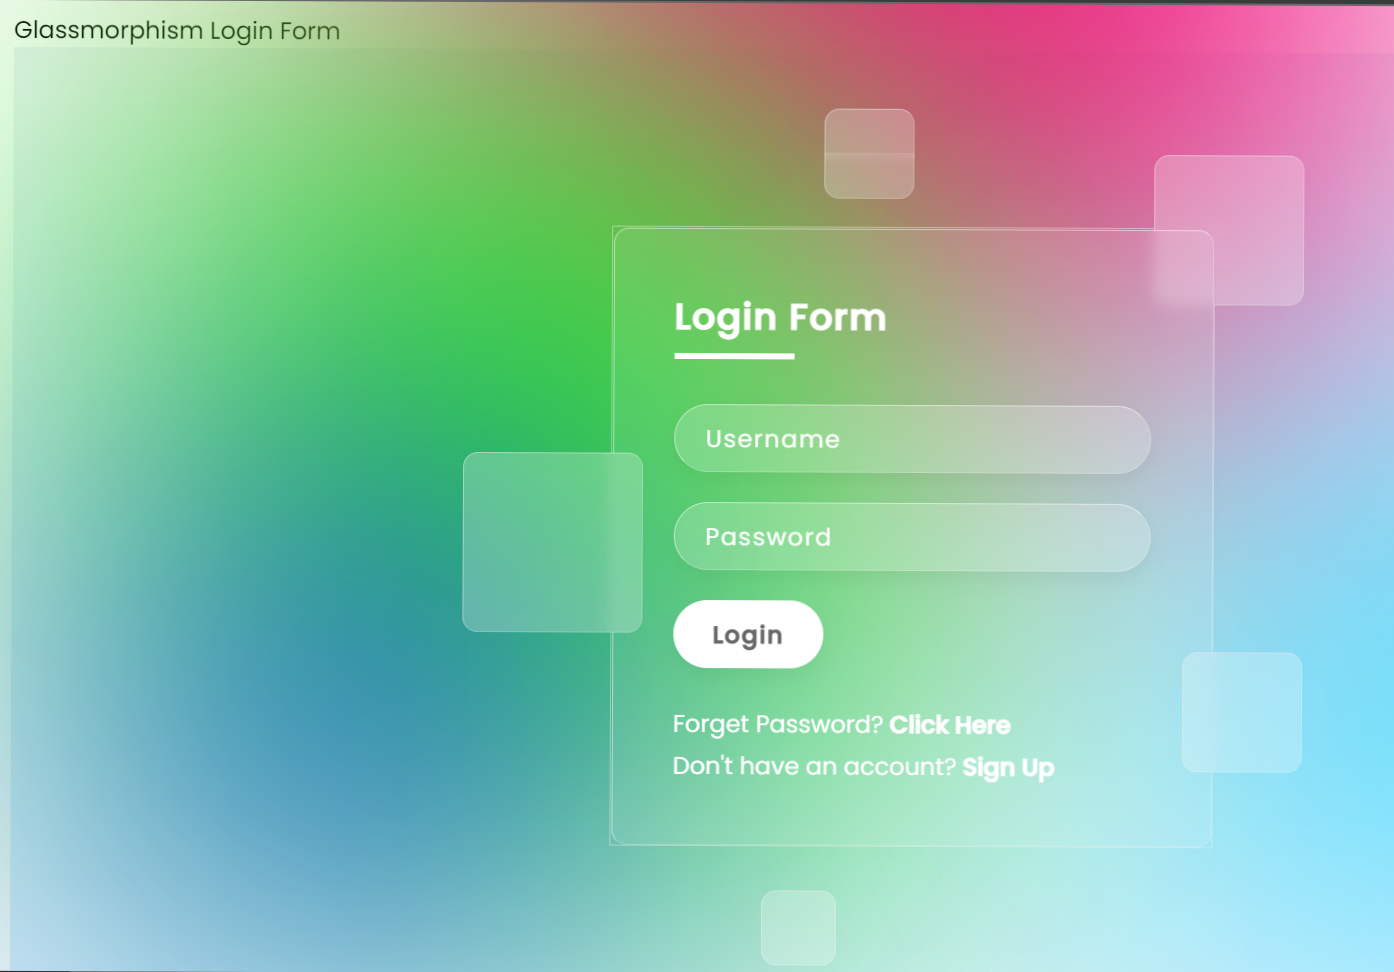 Glassmorphism Login Form
Login Form
Username
Password
Login
Forget Password? Click Here
Don't have an account? Sign Up